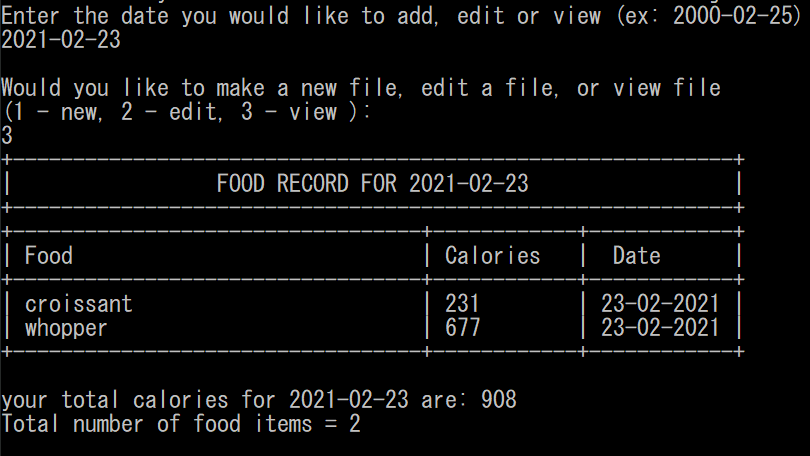 Enter the date you would like to add, edit or view (ex: 2000-02-25)
2021-02-23
Would you like to make a new file, edit a file, or view file
(1 - new, 2 - edit, 3 - view ):
3
FOOD RECORD FOR 2021-02-23
Food Calories Date
croissant 231 23-02-2021
whopper 677 23-02-2021
your total calories for 2021-02-23 are: 908
Total number of food items = 2